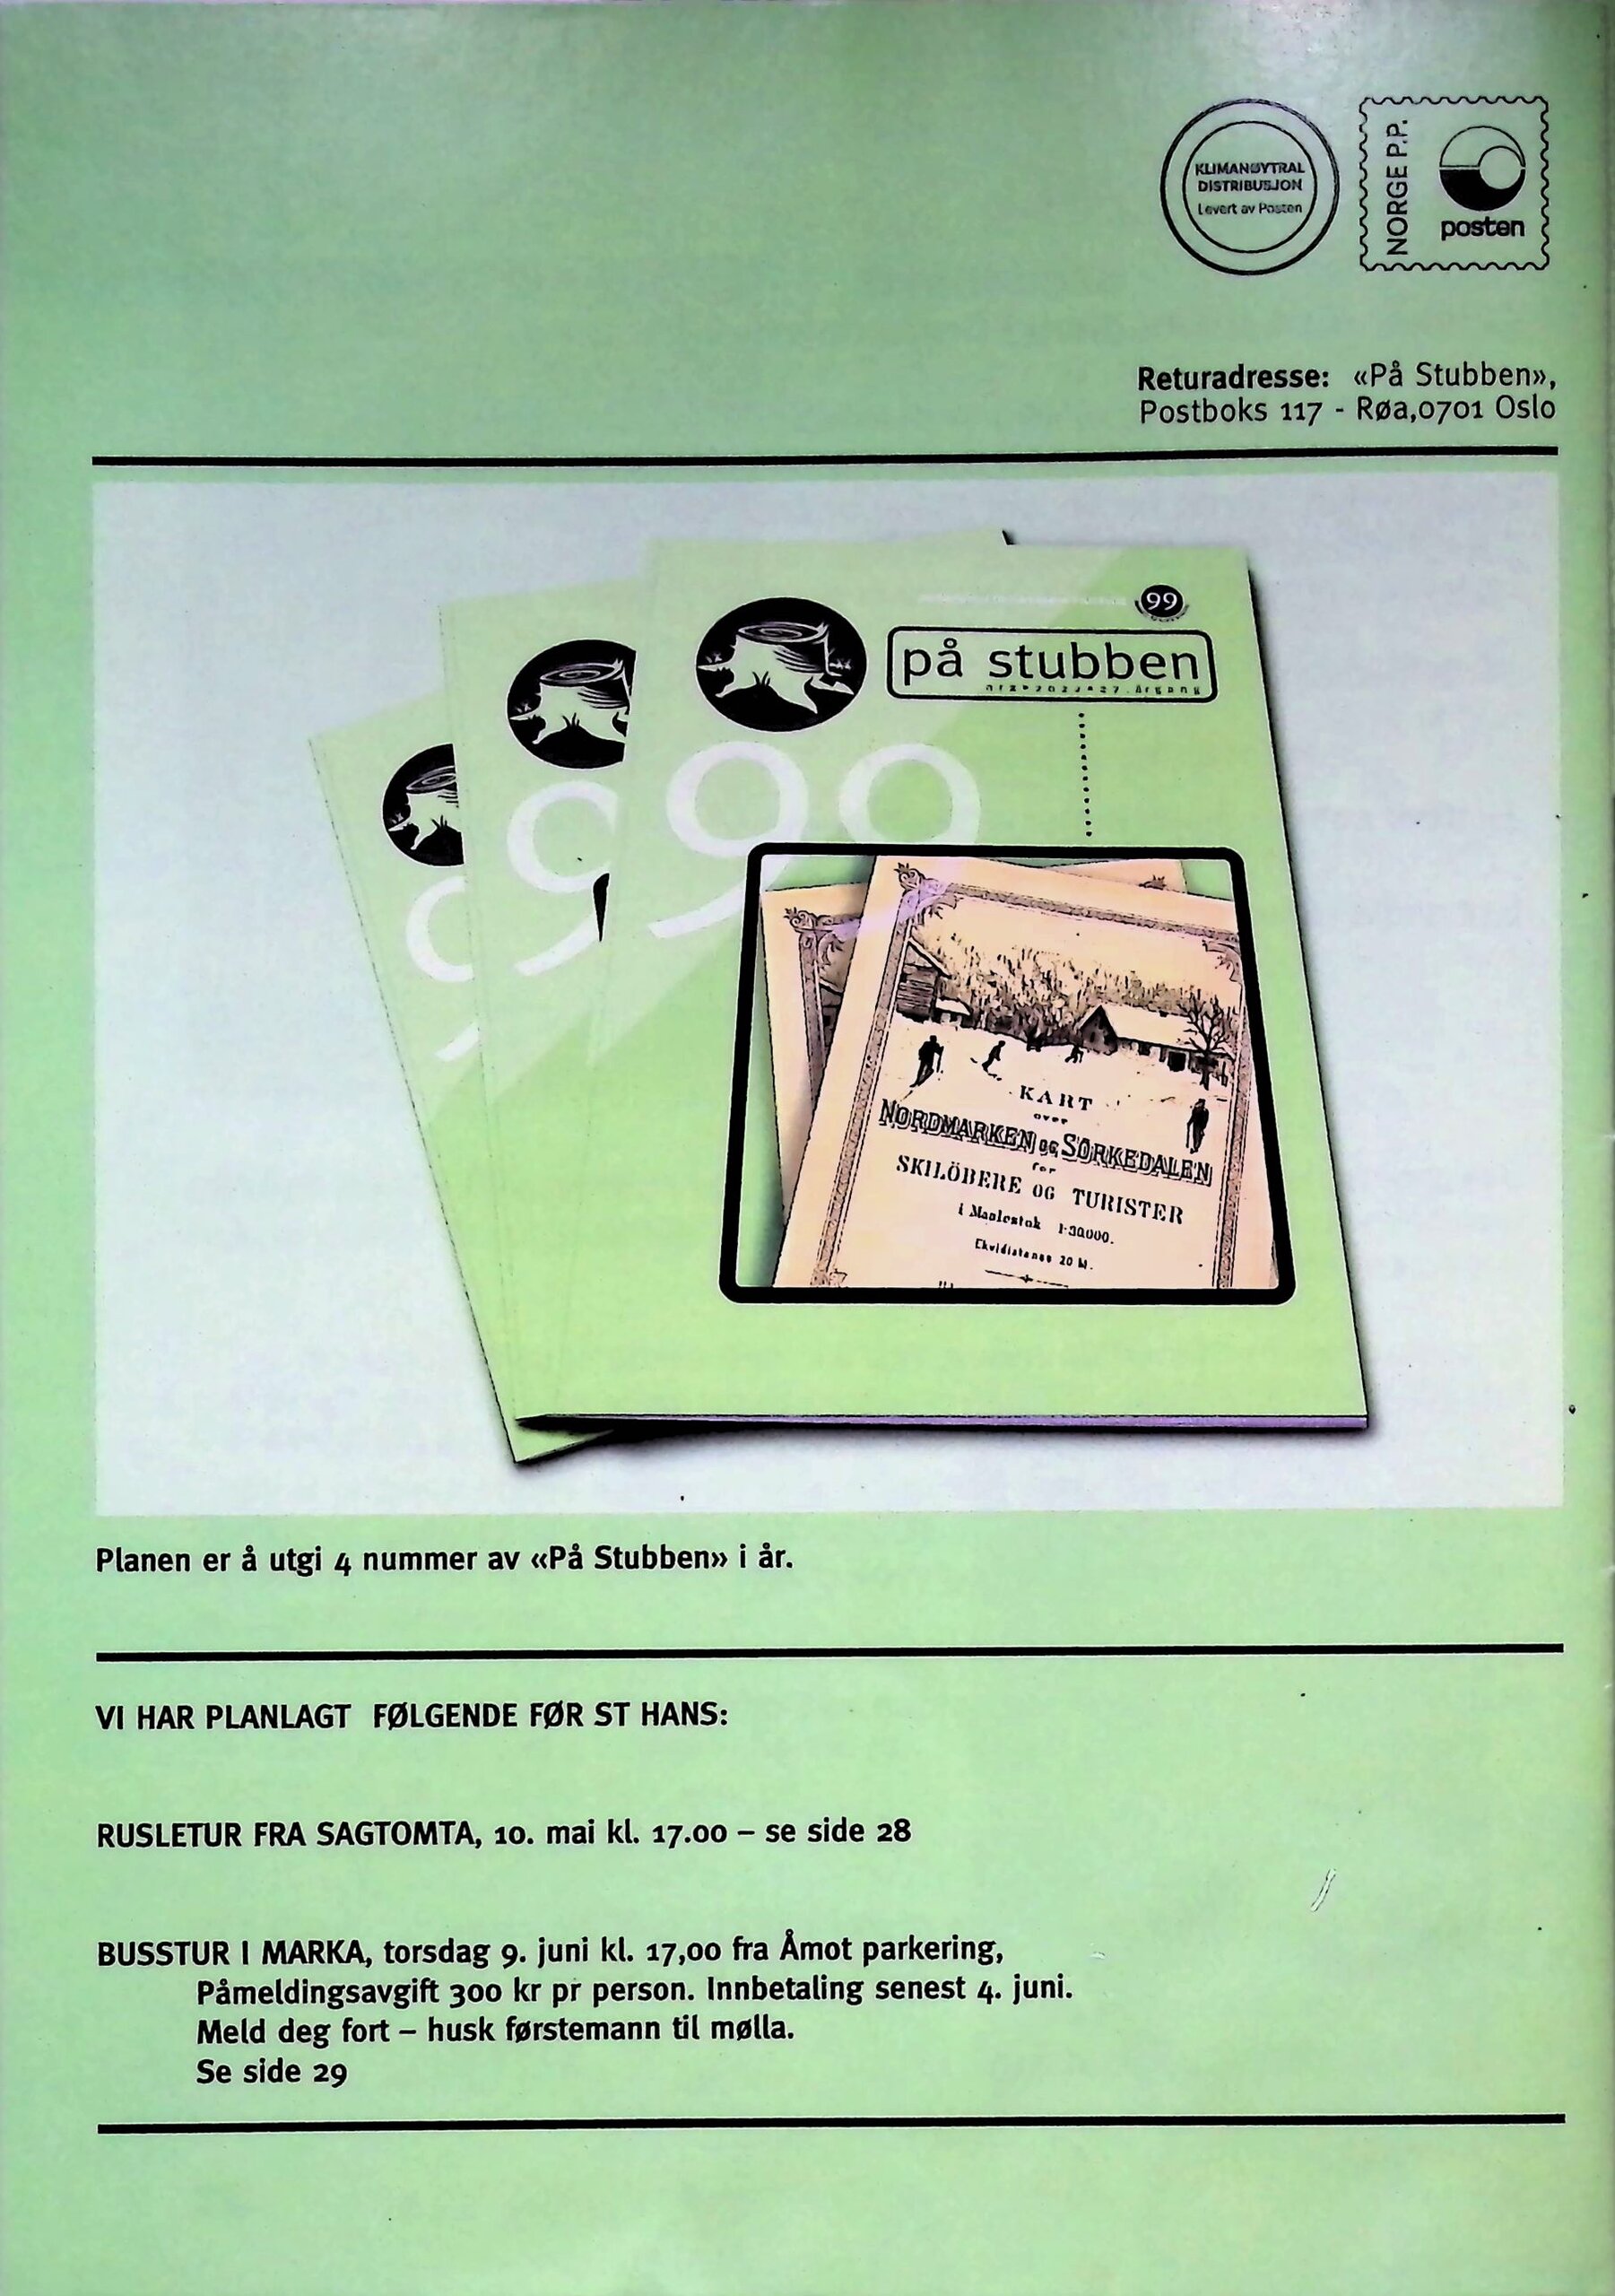 KLIMANØYTRAL
DISTRIBUSJON
Levert av Posten
NORGE P.P.
posten
Returadresse: «På Stubben»,
Postboks 117 - Røa,0701 Oslo
99
på stubben
99
KART
over
NORDMARKEN OG SÖRKEDALEN
for
SKILÖBERE OG TURISTER
i Maalestok 1:30.000.
Ekvidistanse 20 M.
Planen er å utgi 4 nummer av «På Stubben» i år.
VI HAR PLANLAGT FØLGENDE FØR ST HANS:
RUSLETUR FRA SAGTOMTA, 10. mai kl. 17.00 – se side 28
BUSSTUR I MARKA, torsdag 9. juni kl. 17,00 fra Åmot parkering,
Påmeldingsavgift 300 kr pr person. Innbetaling senest 4. juni.
Meld deg fort – husk førstemann til mølla.
Se side 29